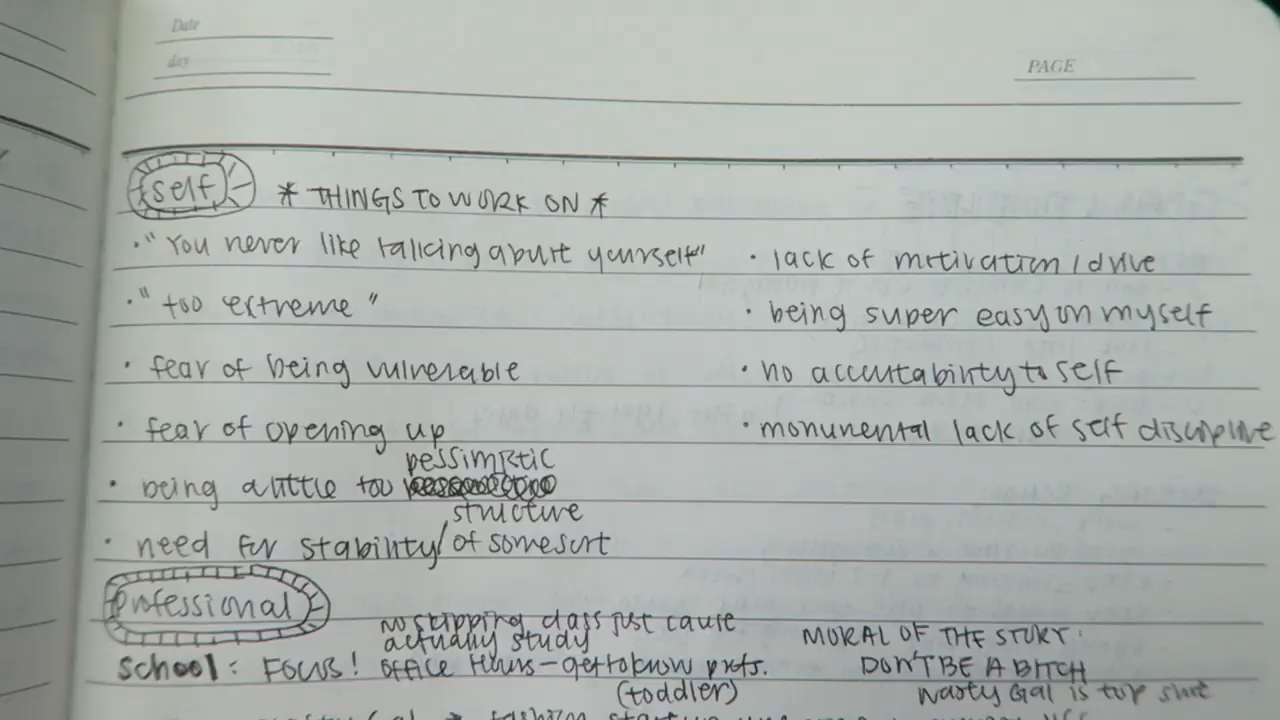 Date
day
PAGE
self * THINGS TO WORK ON *
• "You never like talking about yourself"
• "too extreme"
• fear of being vulnerable
• fear of opening up
pessimistic
• being a little too
structure
• need for stability/of some sort
• lack of motivation/drive
• being super easy on myself
• no accountability to self
• monumental lack of self discipline
professional
no skipping class just cause
actually study
school: FOCUS! office hours - get to know profs.
(toddler)
MORAL OF THE STORY:
DON'T BE A BITCH
Nasty Gal is top shit